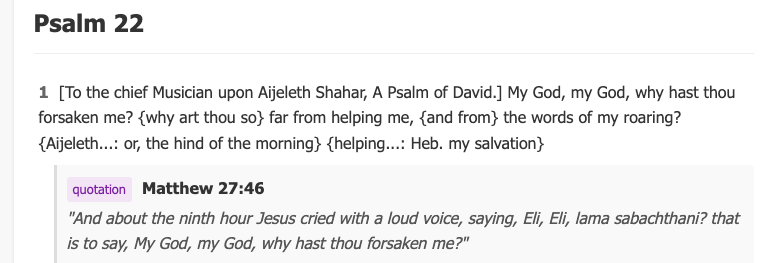 Psalm 22
1 [To the chief Musician upon Aijeleth Shahar, A Psalm of David.] My God, my God, why hast thou
forsaken me? {why art thou so} far from helping me, {and from} the words of my roaring?
{Aijeleth...: or, the hind of the morning} {helping...: Heb. my salvation}
quotation Matthew 27:46
"And about the ninth hour Jesus cried with a loud voice, saying, Eli, Eli, lama sabachthani? that
is to say, My God, my God, why hast thou forsaken me?"